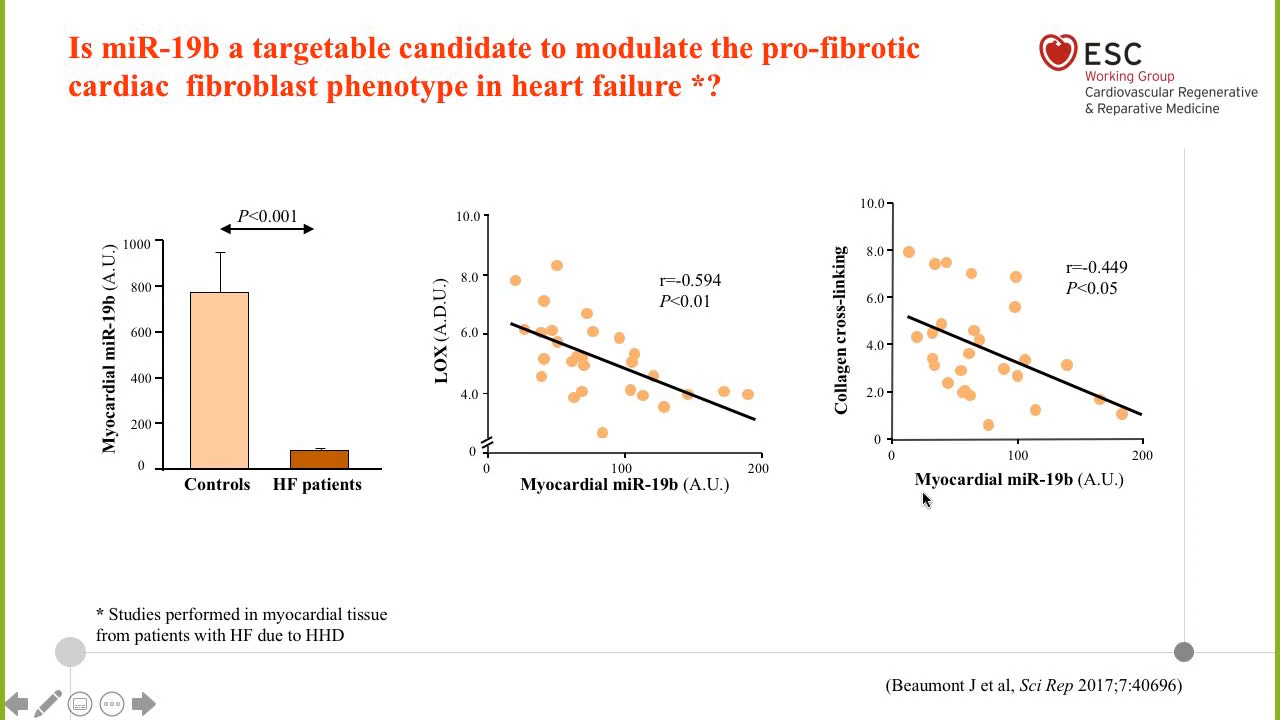 Is miR-19b a targetable candidate to modulate the pro-fibrotic
cardiac fibroblast phenotype in heart failure *?
ESC
Working Group
Cardiovascular Regenerative
& Reparative Medicine
P<0.001
1000
800
600
400
200
0
Myocardial miR-19b (A.U.)
Controls HF patients
10.0
8.0
6.0
4.0
0
LOX (A.D.U.)
r=-0.594
P<0.01
0 100 200
Myocardial miR-19b (A.U.)
10.0
8.0
6.0
4.0
2.0
0
Collagen cross-linking
r=-0.449
P<0.05
0 100 200
Myocardial miR-19b (A.U.)
* Studies performed in myocardial tissue
from patients with HF due to HHD
(Beaumont J et al, Sci Rep 2017;7:40696)